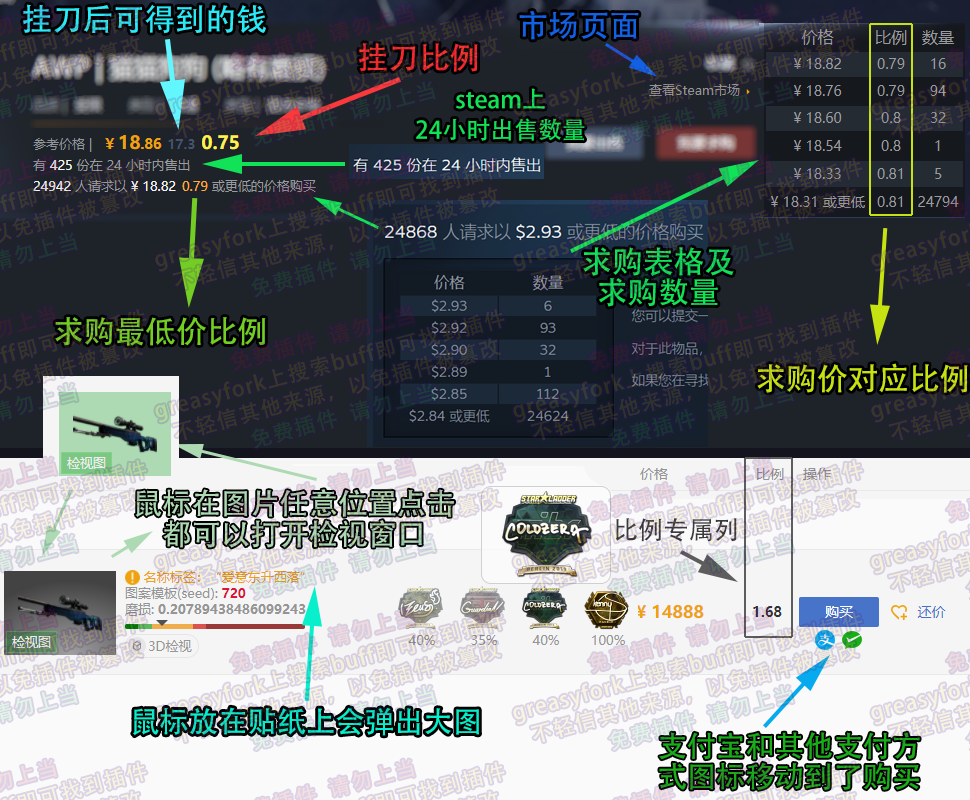 挂刀后可得到的钱
市场页面
挂刀比例
查看Steam市场
steam上
24小时出售数量
参考价格 | ¥ 18.86 17.3 0.75
有 425 份在 24 小时内售出
24942 人请求以 ¥ 18.82 0.79 或更低的价格购买
有 425 份在 24 小时内售出
价格 比例 数量
¥ 18.82 0.79 16
¥ 18.76 0.79 94
¥ 18.60 0.8 32
¥ 18.54 0.8 1
¥ 18.33 0.81 5
¥ 18.31 或更低 0.81 24794
24868 人请求以 $2.93 或更低的价格购买
求购表格及
求购数量
价格 数量
$2.93 6
$2.92 93
$2.90 32
$2.89 1
$2.85 112
$2.84 或更低 24624
您可以提交一
对于此物品,
如果您在寻找
求购最低价比例
求购价对应比例
检视图
鼠标在图片任意位置点击
都可以打开检视窗口
价格 比例 操作
STAR LADDER
COLDZERA
BERLIN 2019
比例专属列
检视图
名称标签: “爱意东升西落”
图案模板(seed): 720
磨损: 0.20789438486099243
3D检视
40% 35% 40% 100%
¥ 14888
1.68
购买
还价
支
鼠标放在贴纸上会弹出大图
支付宝和其他支付方
式图标移动到了购买
greasyfork上搜索buff即可找到插件
不轻信其他来源,以免插件被篡改
免费插件 请勿上当